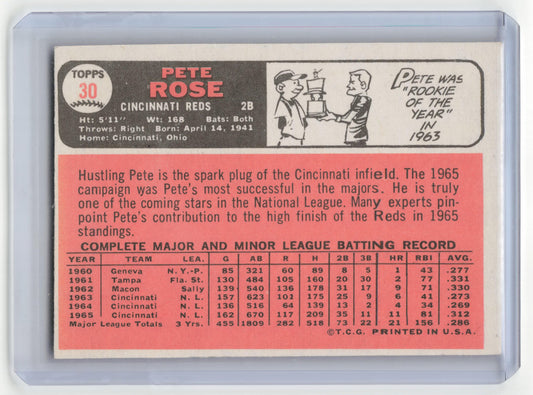 TOPPS
30
PETE
ROSE
CINCINNATI REDS 2B
Ht: 5'11" Wt: 168 Bats: Both
Throws: Right Born: April 14, 1941
Home: Cincinnati, Ohio
PETE WAS
"ROOKIE
OF THE
YEAR"
IN
1963
Hustling Pete is the spark plug of the Cincinnati infield. The 1965
campaign was Pete's most successful in the majors. He is truly
one of the coming stars in the National League. Many experts pin-
point Pete's contribution to the high finish of the Reds in 1965
standings.
COMPLETE MAJOR AND MINOR LEAGUE BATTING RECORD
YEAR TEAM LEA. G AB R H 2B 3B HR RBI AVG.
1960 Geneva N.Y.-P. 85 321 60 89 8 5 1 43 .277
1961 Tampa Fla. St. 130 484 105 160 20 30 2 77 .331
1962 Macon Sally 139 540 136 178 31 17 9 71 .330
1963 Cincinnati N. L. 157 623 101 170 25 9 6 41 .273
1964 Cincinnati N. L. 136 516 64 139 13 2 4 34 .269
1965 Cincinnati N. L. 162 670 117 209 35 11 11 81 .312
Major League Totals 3 Yrs. 455 1809 282 518 73 22 21 156 .286
©T.C.G. PRINTED IN U.S.A.